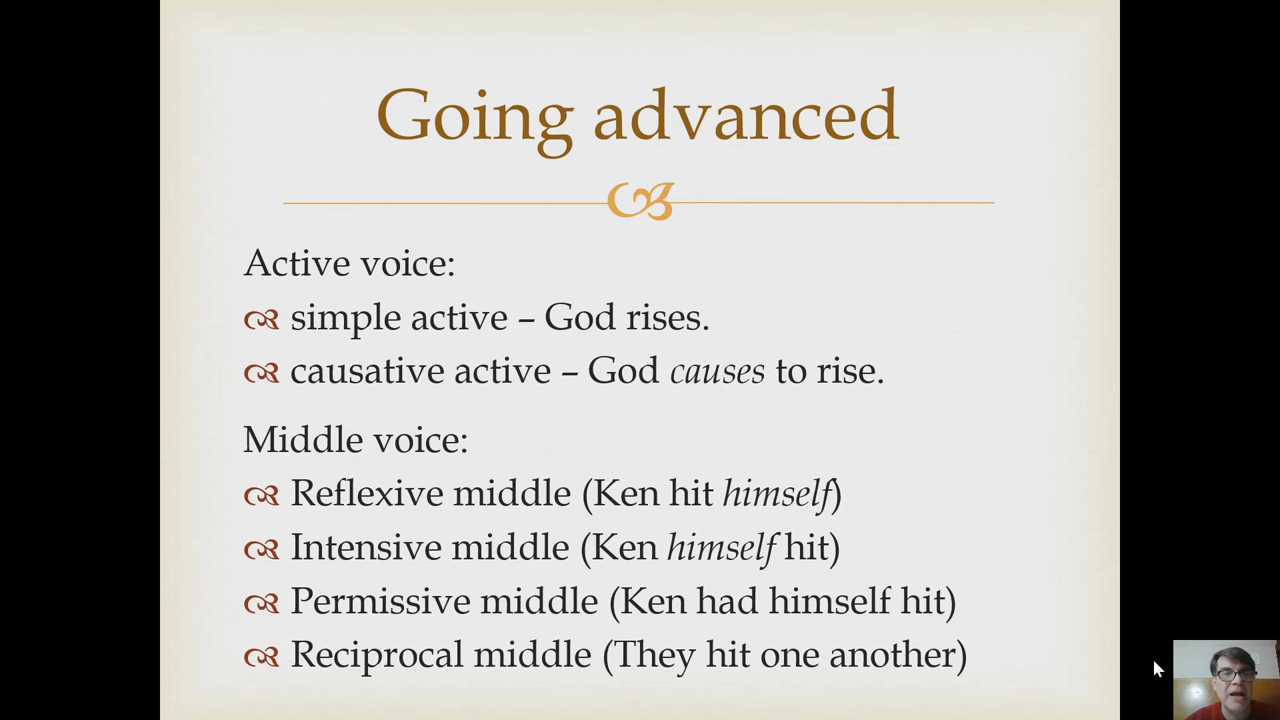 Going advanced
Active voice:
simple active – God rises.
causative active – God causes to rise.
Middle voice:
Reflexive middle (Ken hit himself)
Intensive middle (Ken himself hit)
Permissive middle (Ken had himself hit)
Reciprocal middle (They hit one another)